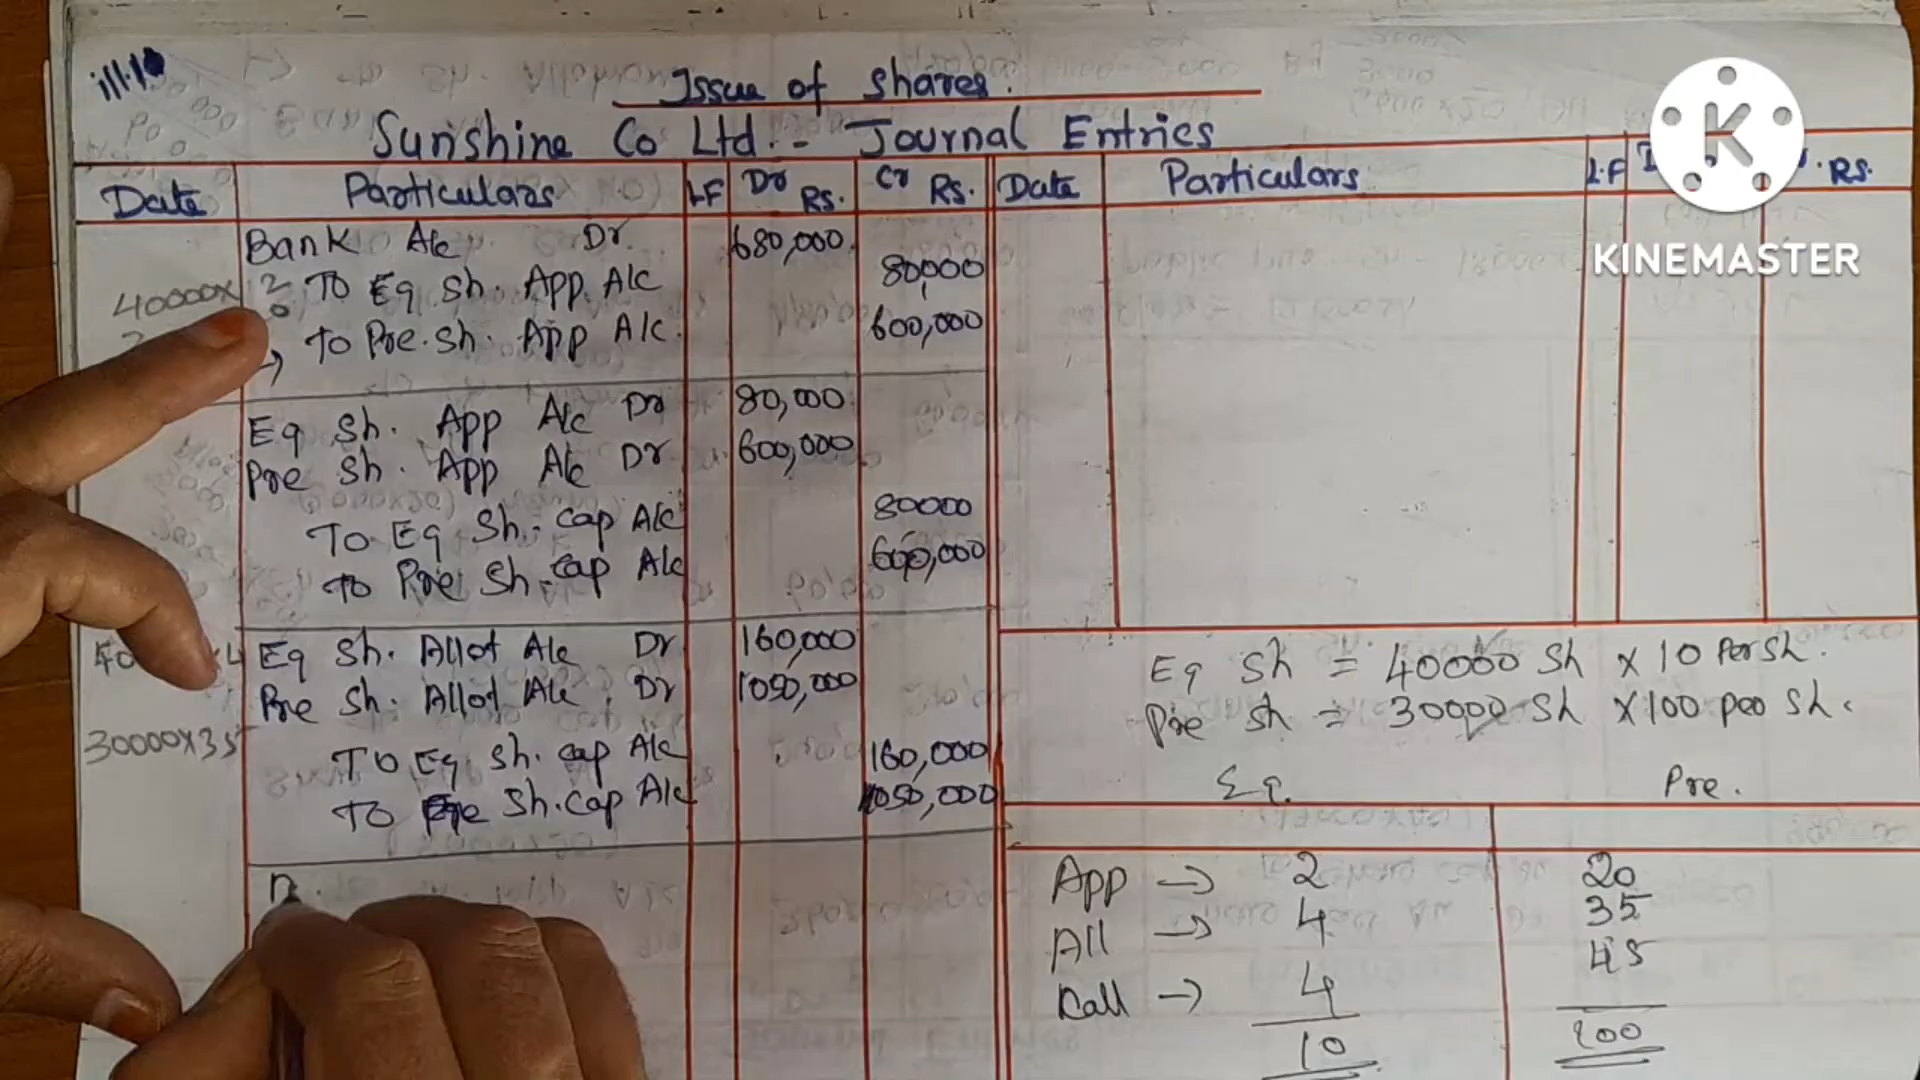 Issue of Shares.
Sunshine Co Ltd:- Journal Entries
Date Particulars LF Dr Rs. Cr Rs. Date Particulars L.F Rs.
KINEMASTER
Bank A/c Dr. 680,000
40000 x 2 To Eq Sh. App A/c 80,000
To Pre.Sh. App A/c. 600,000
Eq Sh. App A/c Dr 80,000
Pre Sh. App A/c Dr 600,000
To Eq Sh. cap A/c 80000
To Pre Sh. cap A/c 600,000
x4 Eq Sh. Allot A/c Dr 160,000
Pre Sh. Allot A/c. Dr 1050,000
30000x35 To Eq Sh. cap A/c 160,000
To Pre Sh. cap A/c 1050,000
Eq Sh = 40000 Sh x 10 Per Sh.
Pre Sh = 30000 Sh x 100 per Sh.
Eq. Pre.
App → 2 20
All → 4 35
Call → 4 45
10 100